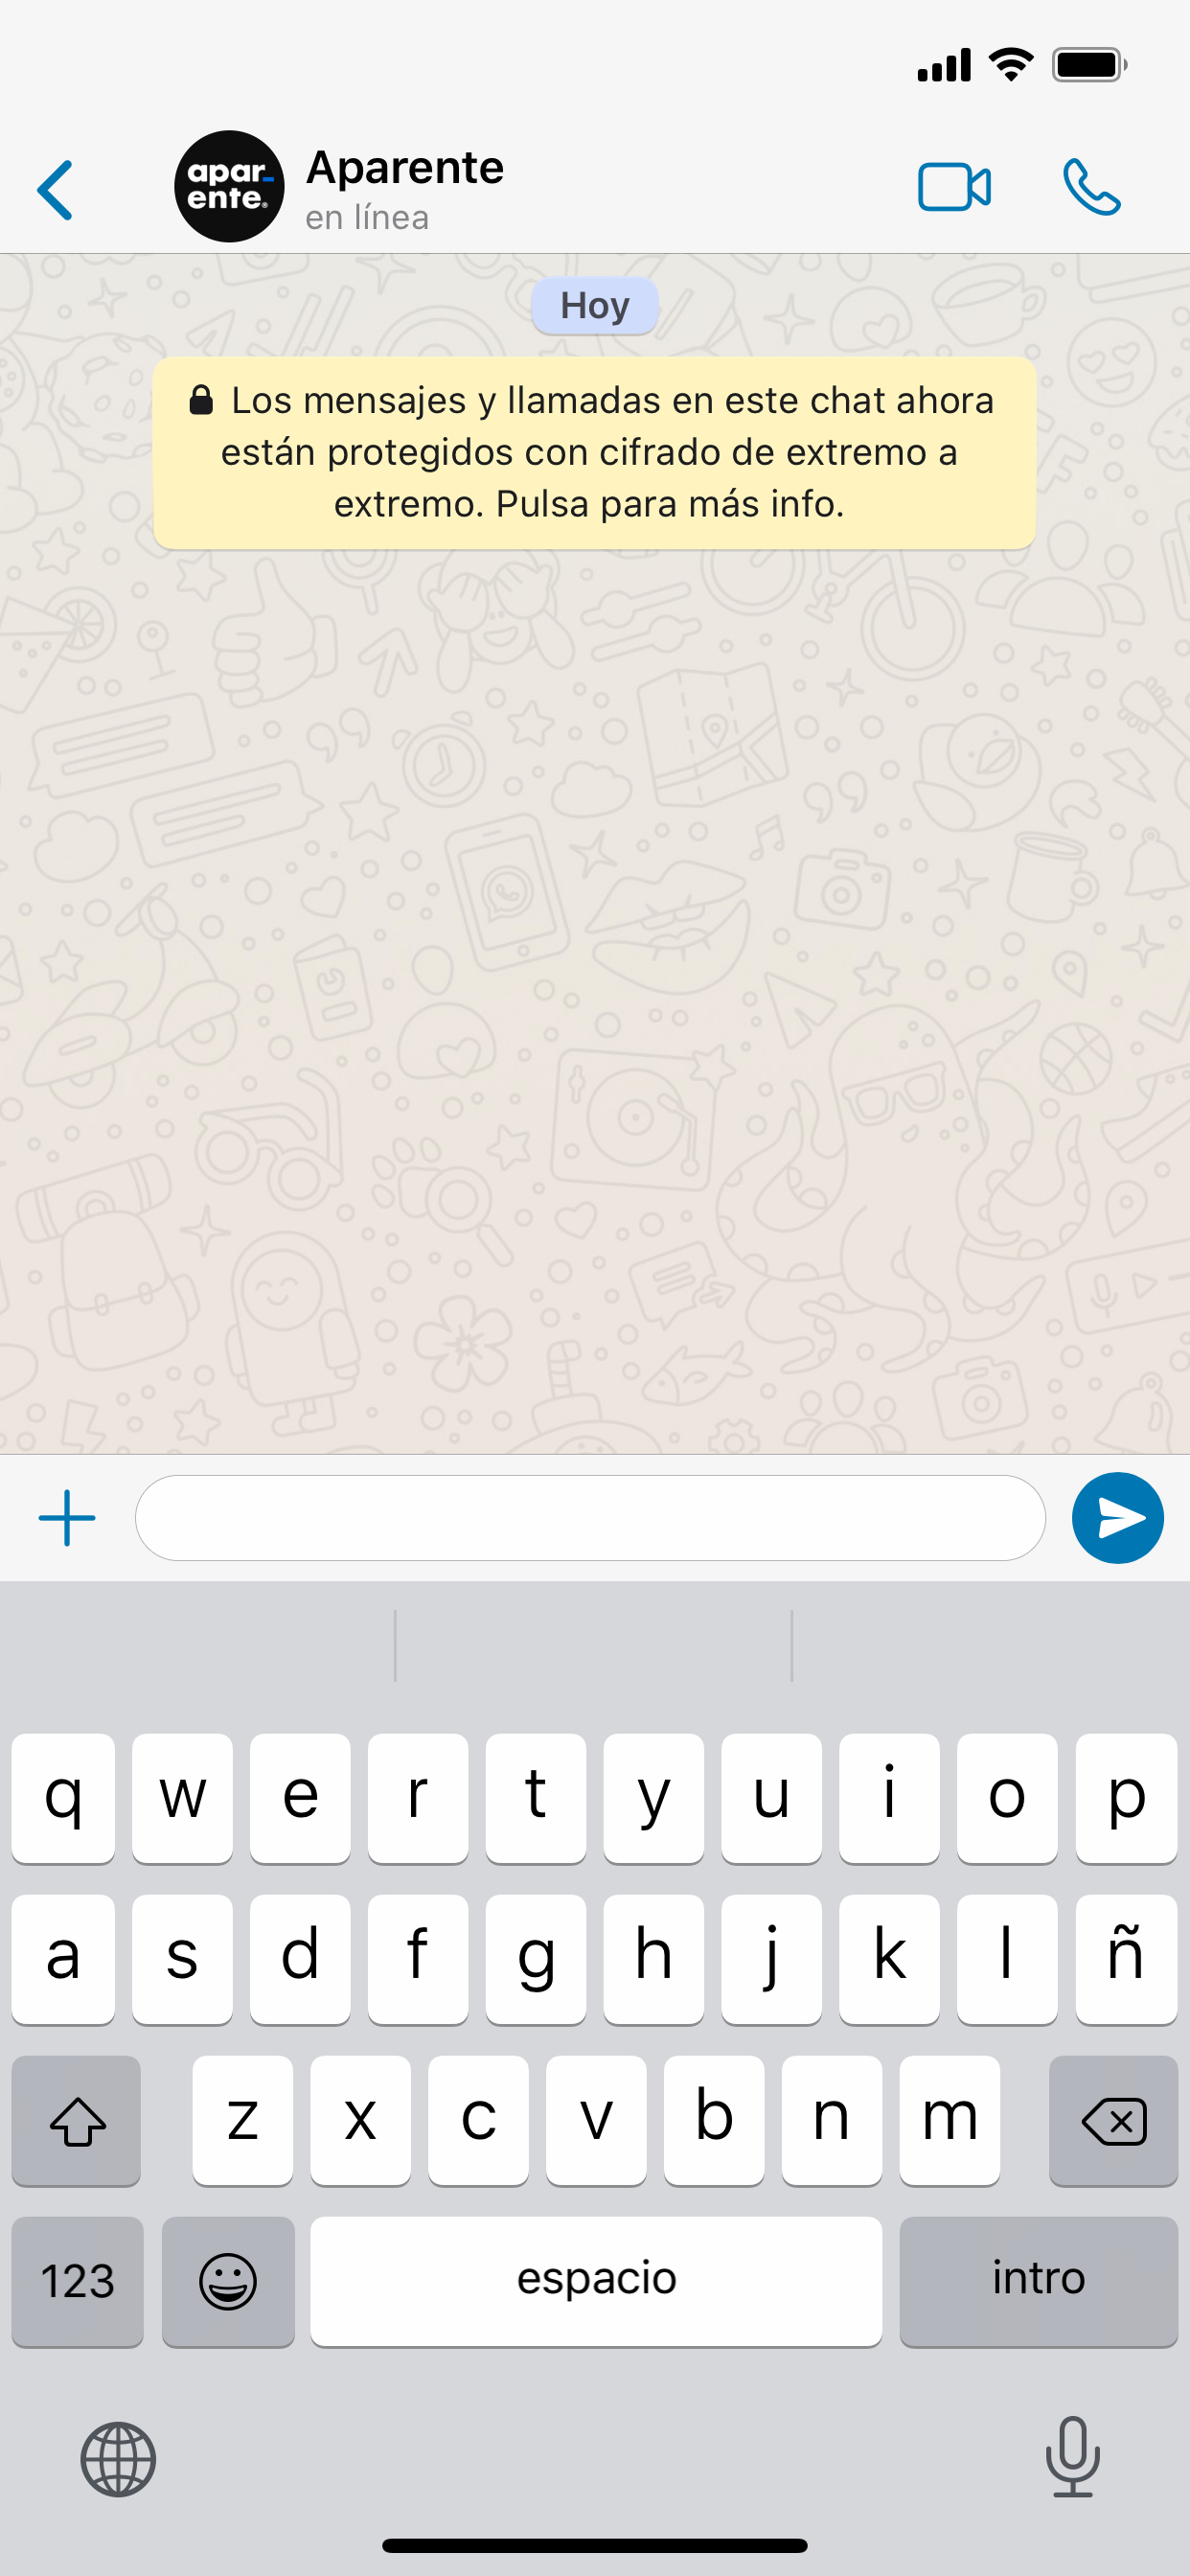 apar_
ente.
Aparente
en línea
Hoy
Los mensajes y llamadas en este chat ahora
están protegidos con cifrado de extremo a
extremo. Pulsa para más info.
q w e r t y u i o p
a s d f g h j k l ñ
z x c v b n m
123 espacio intro